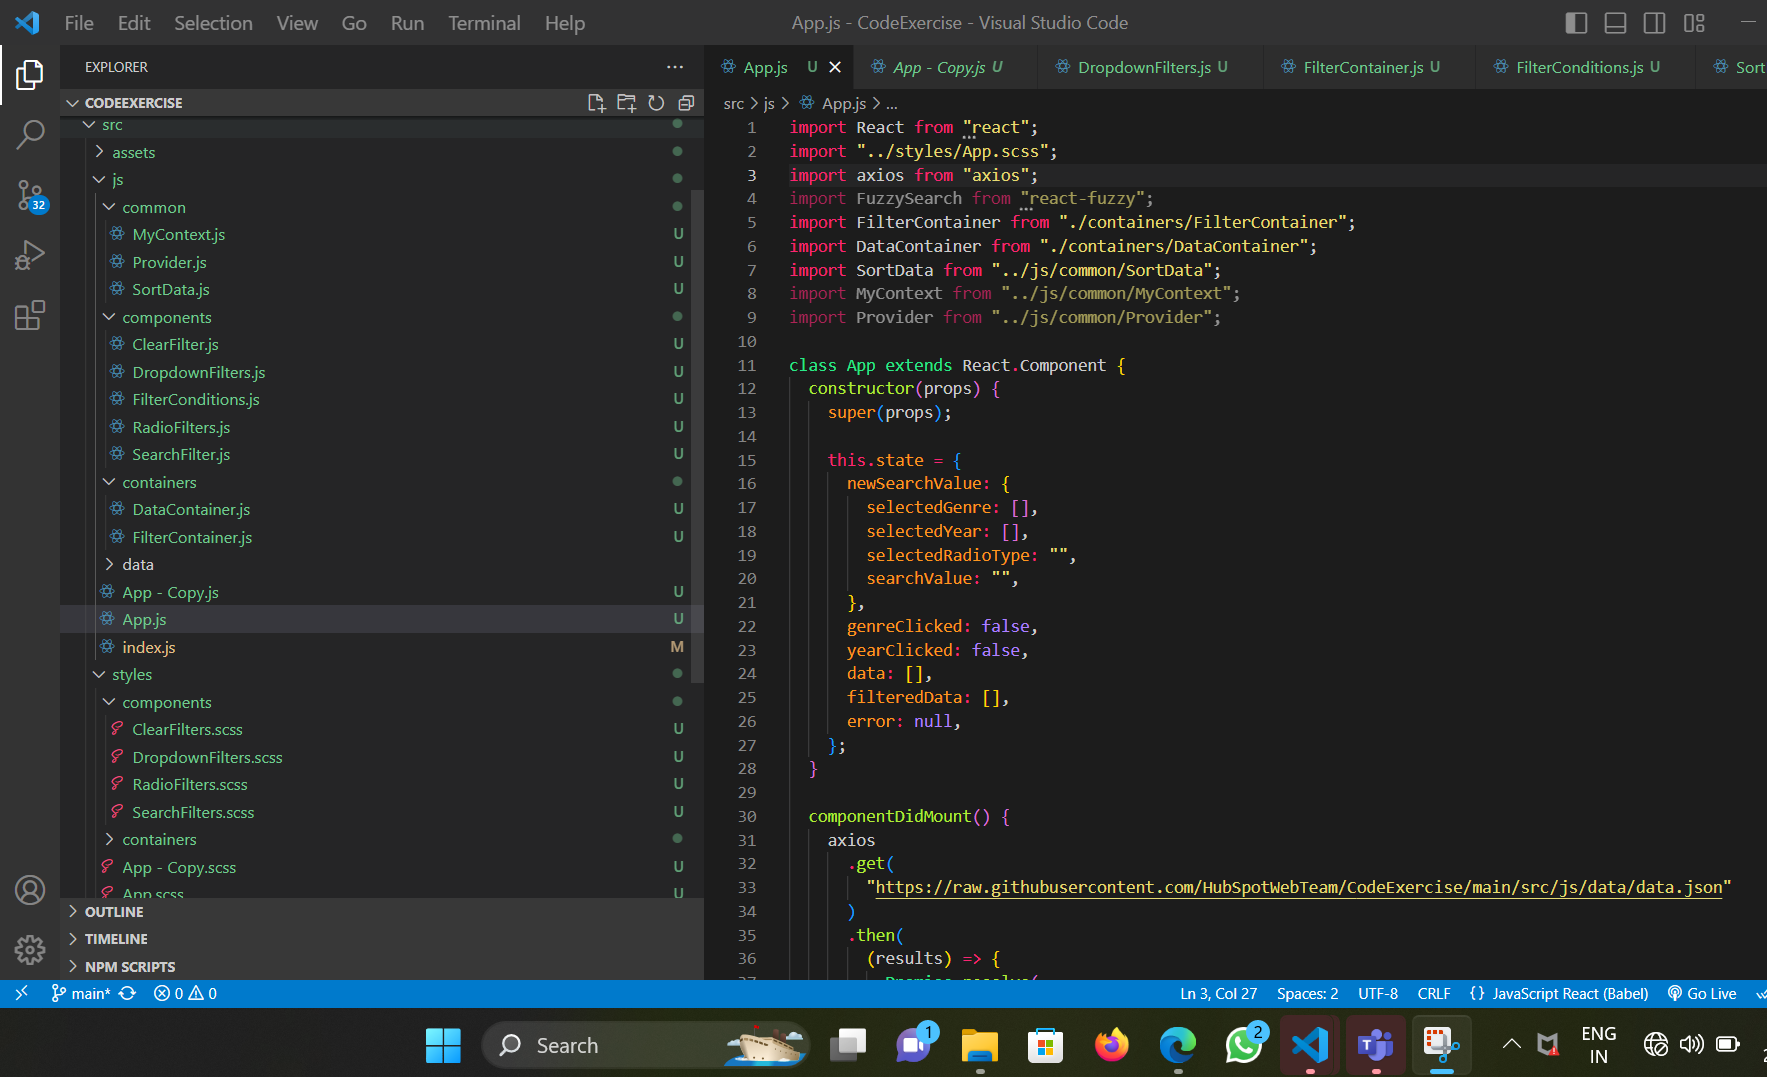 File Edit Selection View Go Run Terminal Help
App.js - CodeExercise - Visual Studio Code
EXPLORER
CODEEXERCISE
src
assets
js
common
MyContext.js U
Provider.js U
SortData.js U
components
ClearFilter.js U
DropdownFilters.js U
FilterConditions.js U
RadioFilters.js U
SearchFilter.js U
containers
DataContainer.js U
FilterContainer.js U
data
App - Copy.js U
App.js U
index.js M
styles
components
ClearFilters.scss U
DropdownFilters.scss U
RadioFilters.scss U
SearchFilters.scss U
containers
App - Copy.scss U
App.scss U
OUTLINE
TIMELINE
NPM SCRIPTS
32
App.js U
App - Copy.js U
DropdownFilters.js U
FilterContainer.js U
FilterConditions.js U
Sort
src > js > App.js > ...
1 import React from "react";
2 import "../styles/App.scss";
3 import axios from "axios";
4 import FuzzySearch from "react-fuzzy";
5 import FilterContainer from "./containers/FilterContainer";
6 import DataContainer from "./containers/DataContainer";
7 import SortData from "../js/common/SortData";
8 import MyContext from "../js/common/MyContext";
9 import Provider from "../js/common/Provider";
10
11 class App extends React.Component {
12 constructor(props) {
13 super(props);
14
15 this.state = {
16 newSearchValue: {
17 selectedGenre: [],
18 selectedYear: [],
19 selectedRadioType: "",
20 searchValue: "",
21 },
22 genreClicked: false,
23 yearClicked: false,
24 data: [],
25 filteredData: [],
26 error: null,
27 };
28 }
29
30 componentDidMount() {
31 axios
32 .get(
33 "https://raw.githubusercontent.com/HubSpotWebTeam/CodeExercise/main/src/js/data/data.json"
34 )
35 .then(
36 (results) => {
37 Promise.resolve(
main* 0 0
Ln 3, Col 27 Spaces: 2 UTF-8 CRLF {} JavaScript React (Babel) Go Live
Search
1
2
ENG
IN